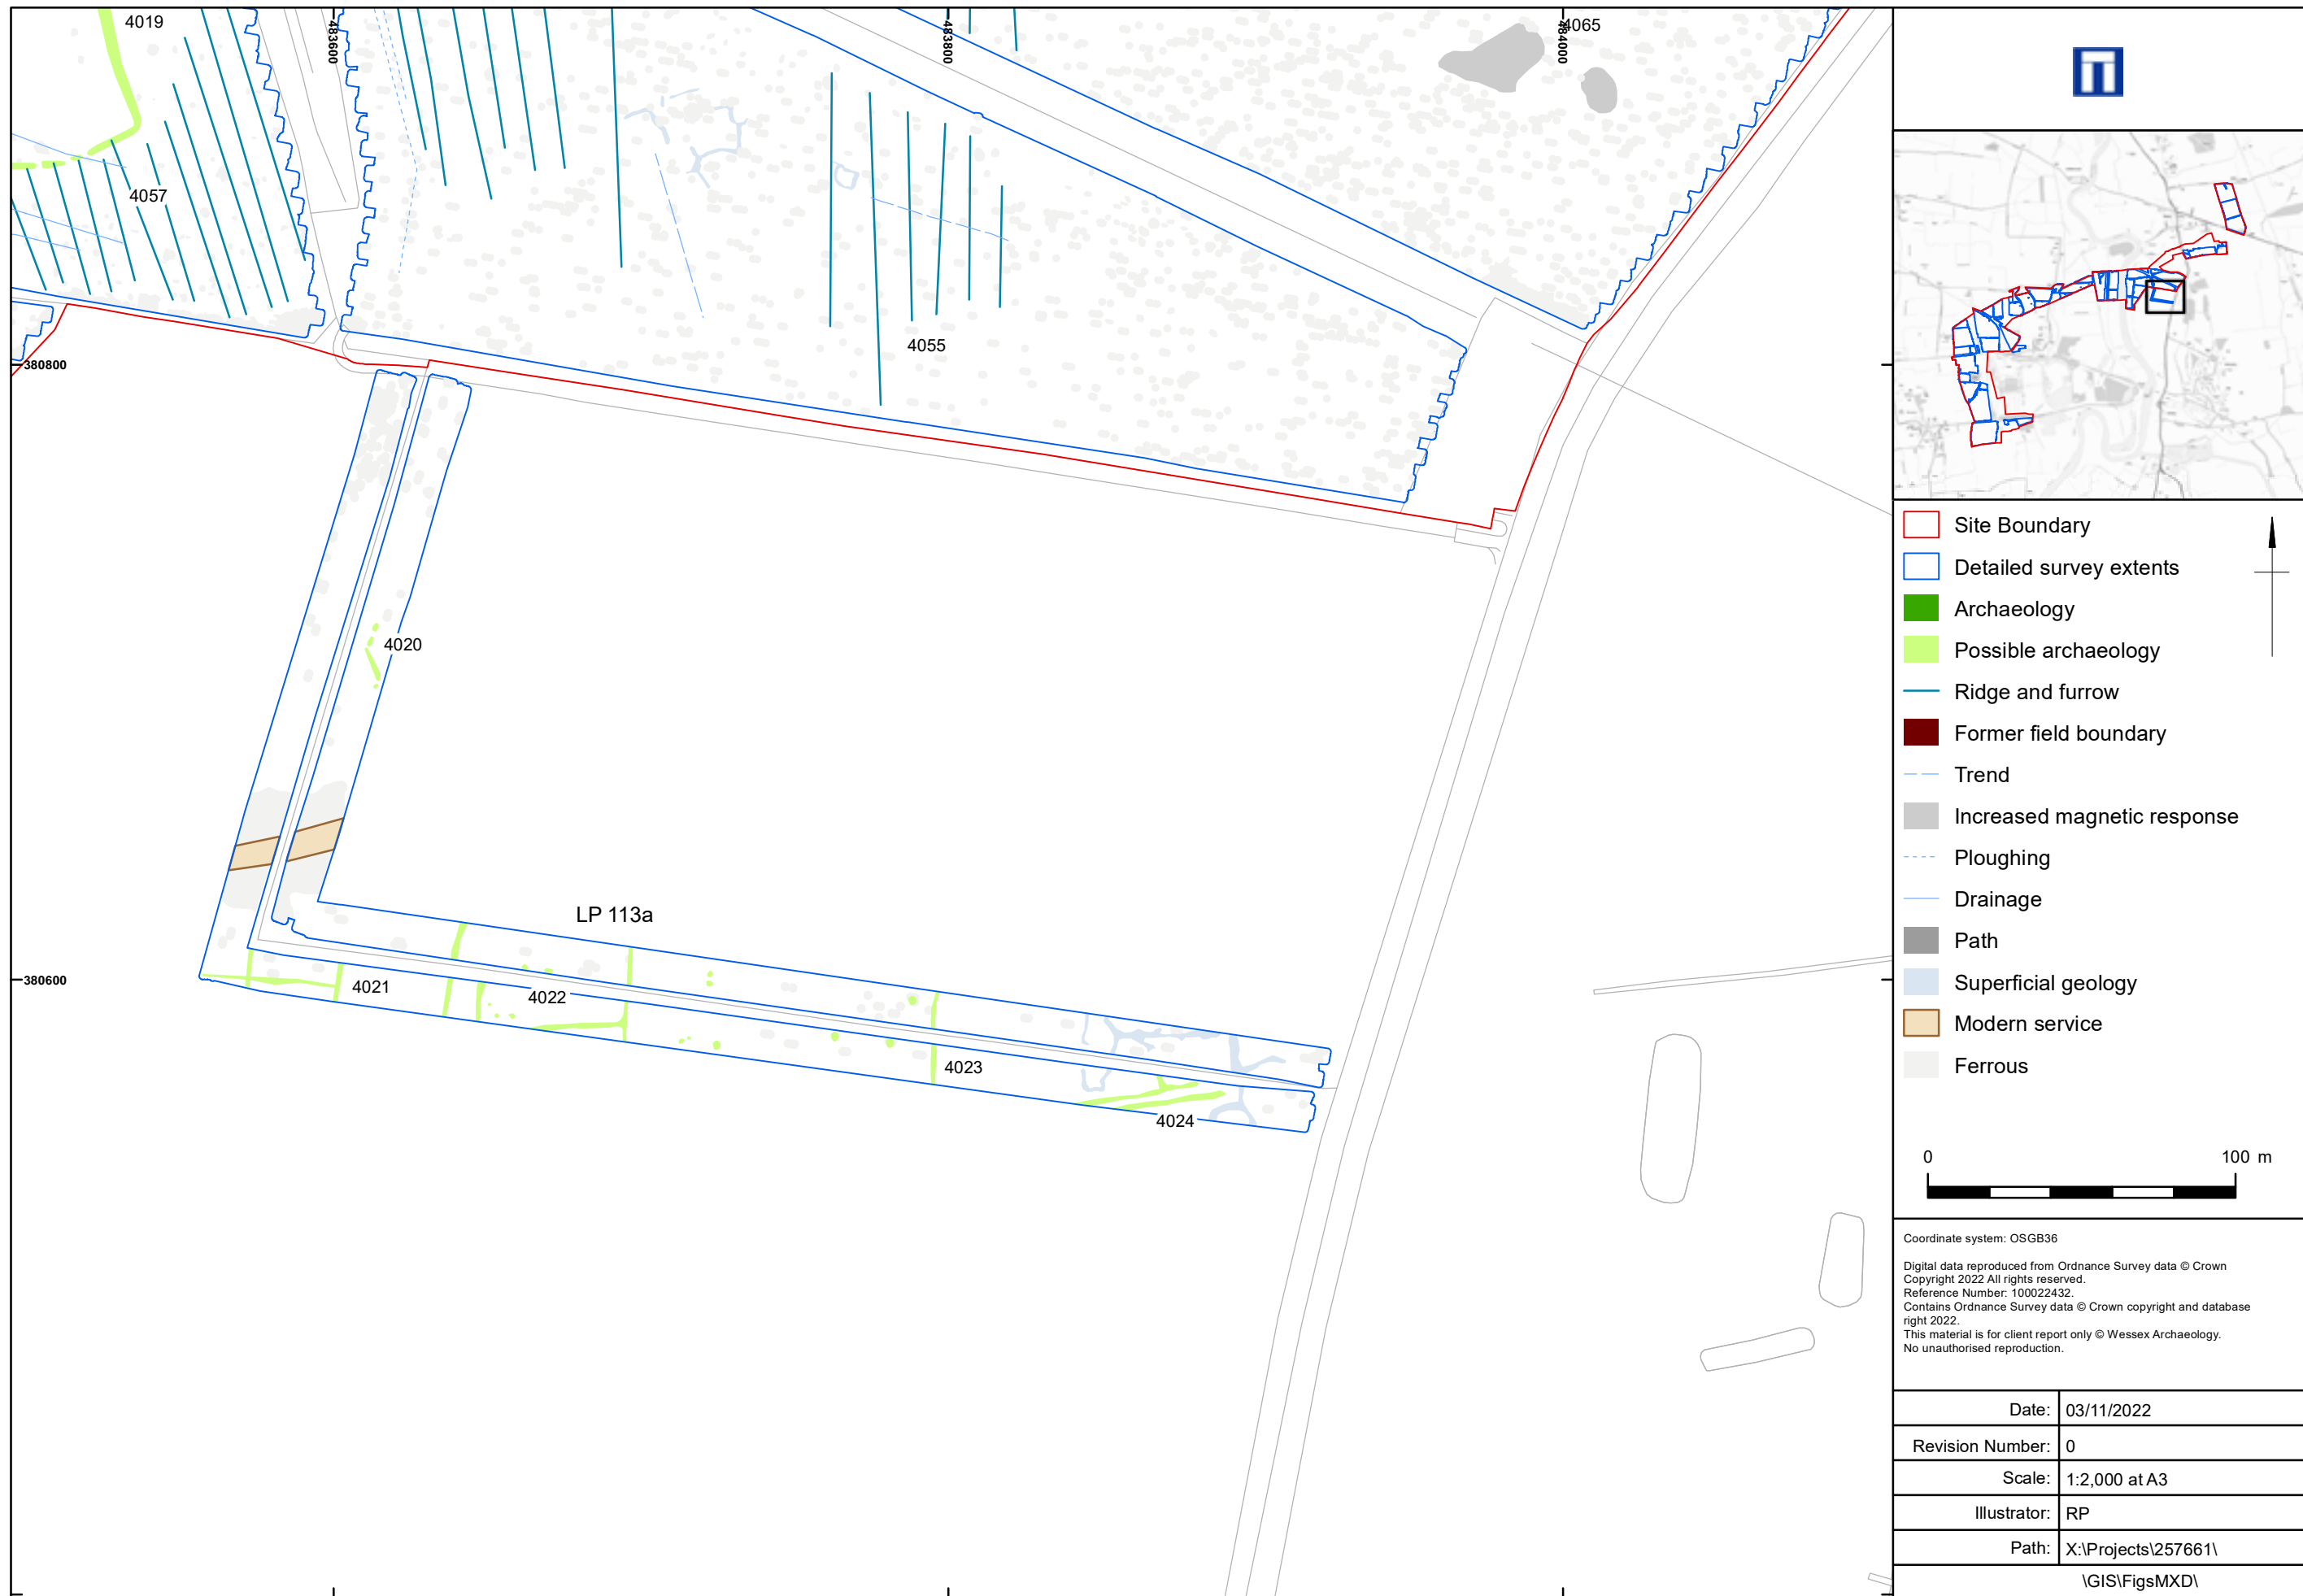 4019
483600
483800
484000
4065
4057
4055
380800
4020
LP 113a
380600
4021
4022
4023
4024
Site Boundary
Detailed survey extents
Archaeology
Possible archaeology
Ridge and furrow
Former field boundary
Trend
Increased magnetic response
Ploughing
Drainage
Path
Superficial geology
Modern service
Ferrous
0 100 m
Coordinate system: OSGB36
Digital data reproduced from Ordnance Survey data © Crown
Copyright 2022 All rights reserved.
Reference Number: 100022432.
Contains Ordnance Survey data © Crown copyright and database
right 2022.
This material is for client report only © Wessex Archaeology.
No unauthorised reproduction.
Date: 03/11/2022
Revision Number: 0
Scale: 1:2,000 at A3
Illustrator: RP
Path: X:\Projects\257661\
\GIS\FigsMXD\